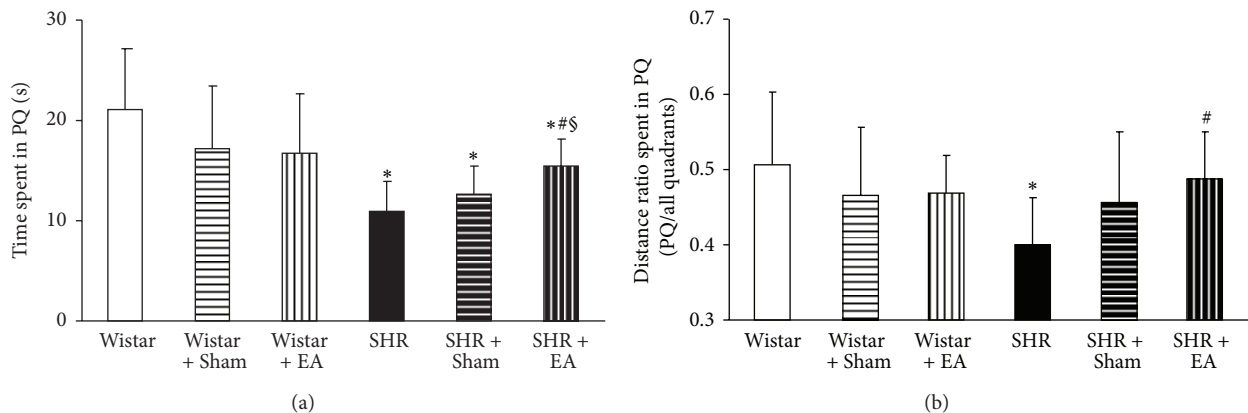 30
20
10
0
Time spent in PQ (s)
*
*
*#§
Wistar
Wistar
+ Sham
Wistar
+ EA
SHR
SHR +
Sham
SHR +
EA
(a)
0.7
0.6
0.5
0.4
0.3
Distance ratio spent in PQ
(PQ/all quadrants)
*
#
Wistar
Wistar
+ Sham
Wistar
+ EA
SHR
SHR +
Sham
SHR +
EA
(b)